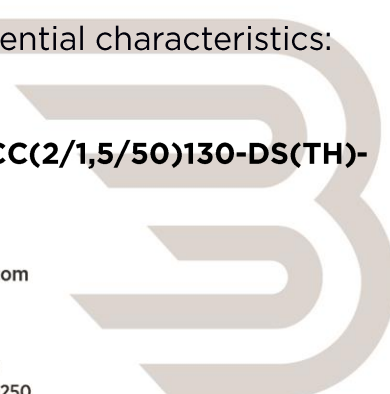 ential characteristics:
CC(2/1,5/50)130-DS(TH)-
om
250